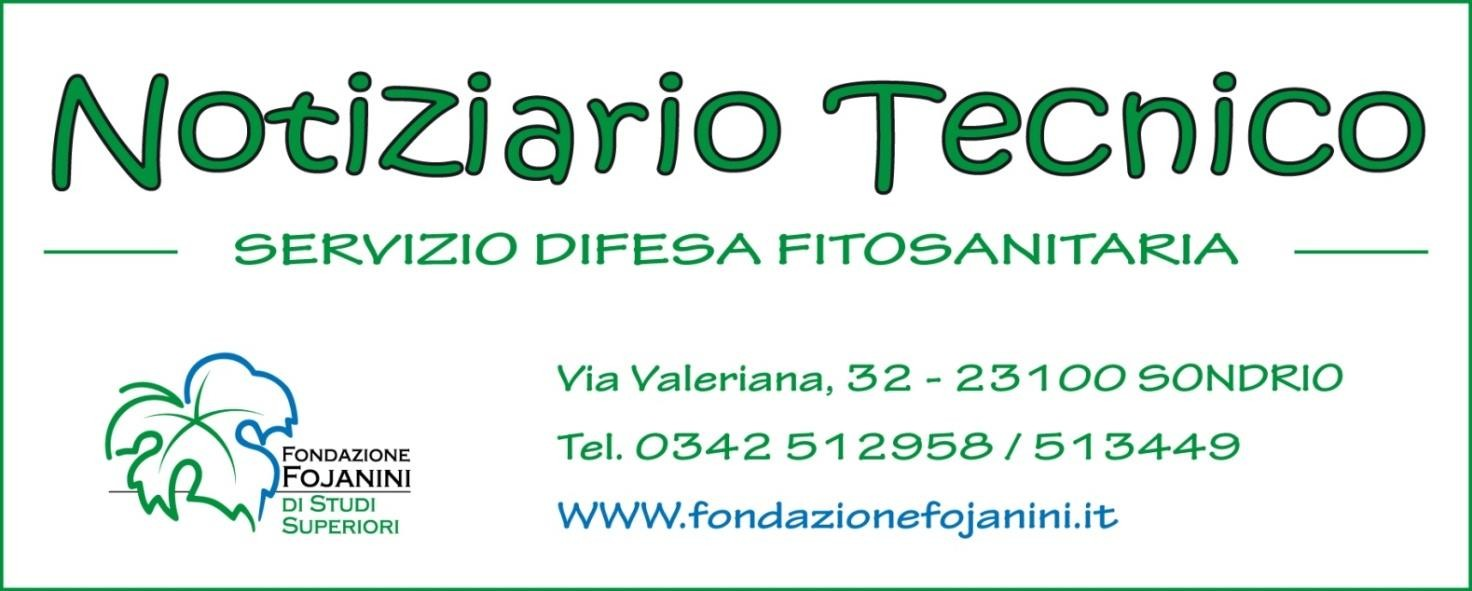 Notiziario Tecnico
SERVIZIO DIFESA FITOSANITARIA
FONDAZIONE
FOJANINI
DI STUDI
SUPERIORI
Via Valeriana, 32 - 23100 SONDRIO
Tel. 0342 512958 / 513449
WWW.fondazionefojanini.it